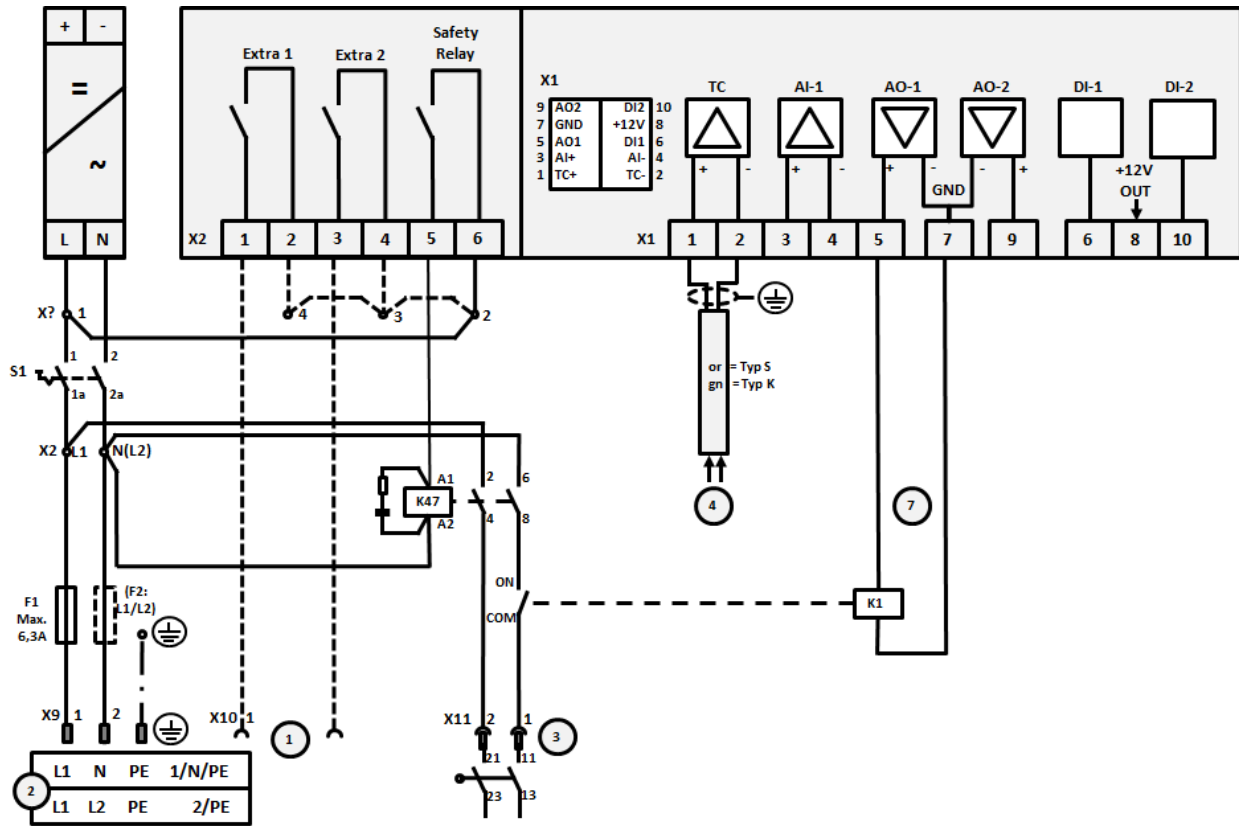 + -
=
~
L N
Extra 1
Extra 2
Safety
Relay
X2 1 2 3 4 5 6
X1
9 AO2 DI2 10
7 GND +12V 8
5 AO1 DI1 6
3 AI+ AI- 4
1 TC+ TC- 2
TC AI-1 AO-1 AO-2 DI-1 DI-2
+ - + - + - - +
GND
+12V
OUT
X1 1 2 3 4 5 7 9 6 8 10
X? 1
4 3 2
1 2
S1
1a 2a
X2 L1 N(L2)
or = Typ S
gn = Typ K
4
7
A1
K47
A2
2 6
4 8
ON
COM
K1
F1
Max.
6,3A
(F2:
L1/L2)
X9 1 2
X10 1
1
X11 2 1
3
21 11
23 13
2
L1 N PE 1/N/PE
L1 L2 PE 2/PE